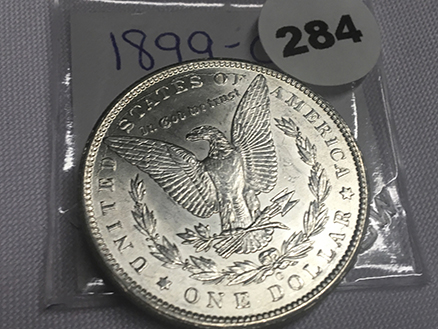 1899-
284
UNITED STATES OF AMERICA
In God we trust
ONE DOLLAR